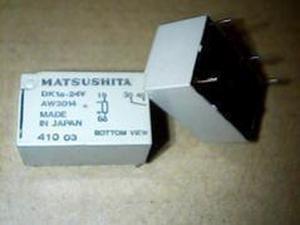 MATSUSHITA
DK1a-24V
AW3014
MADE
IN JAPAN
410 03
BOTTOM VIEW